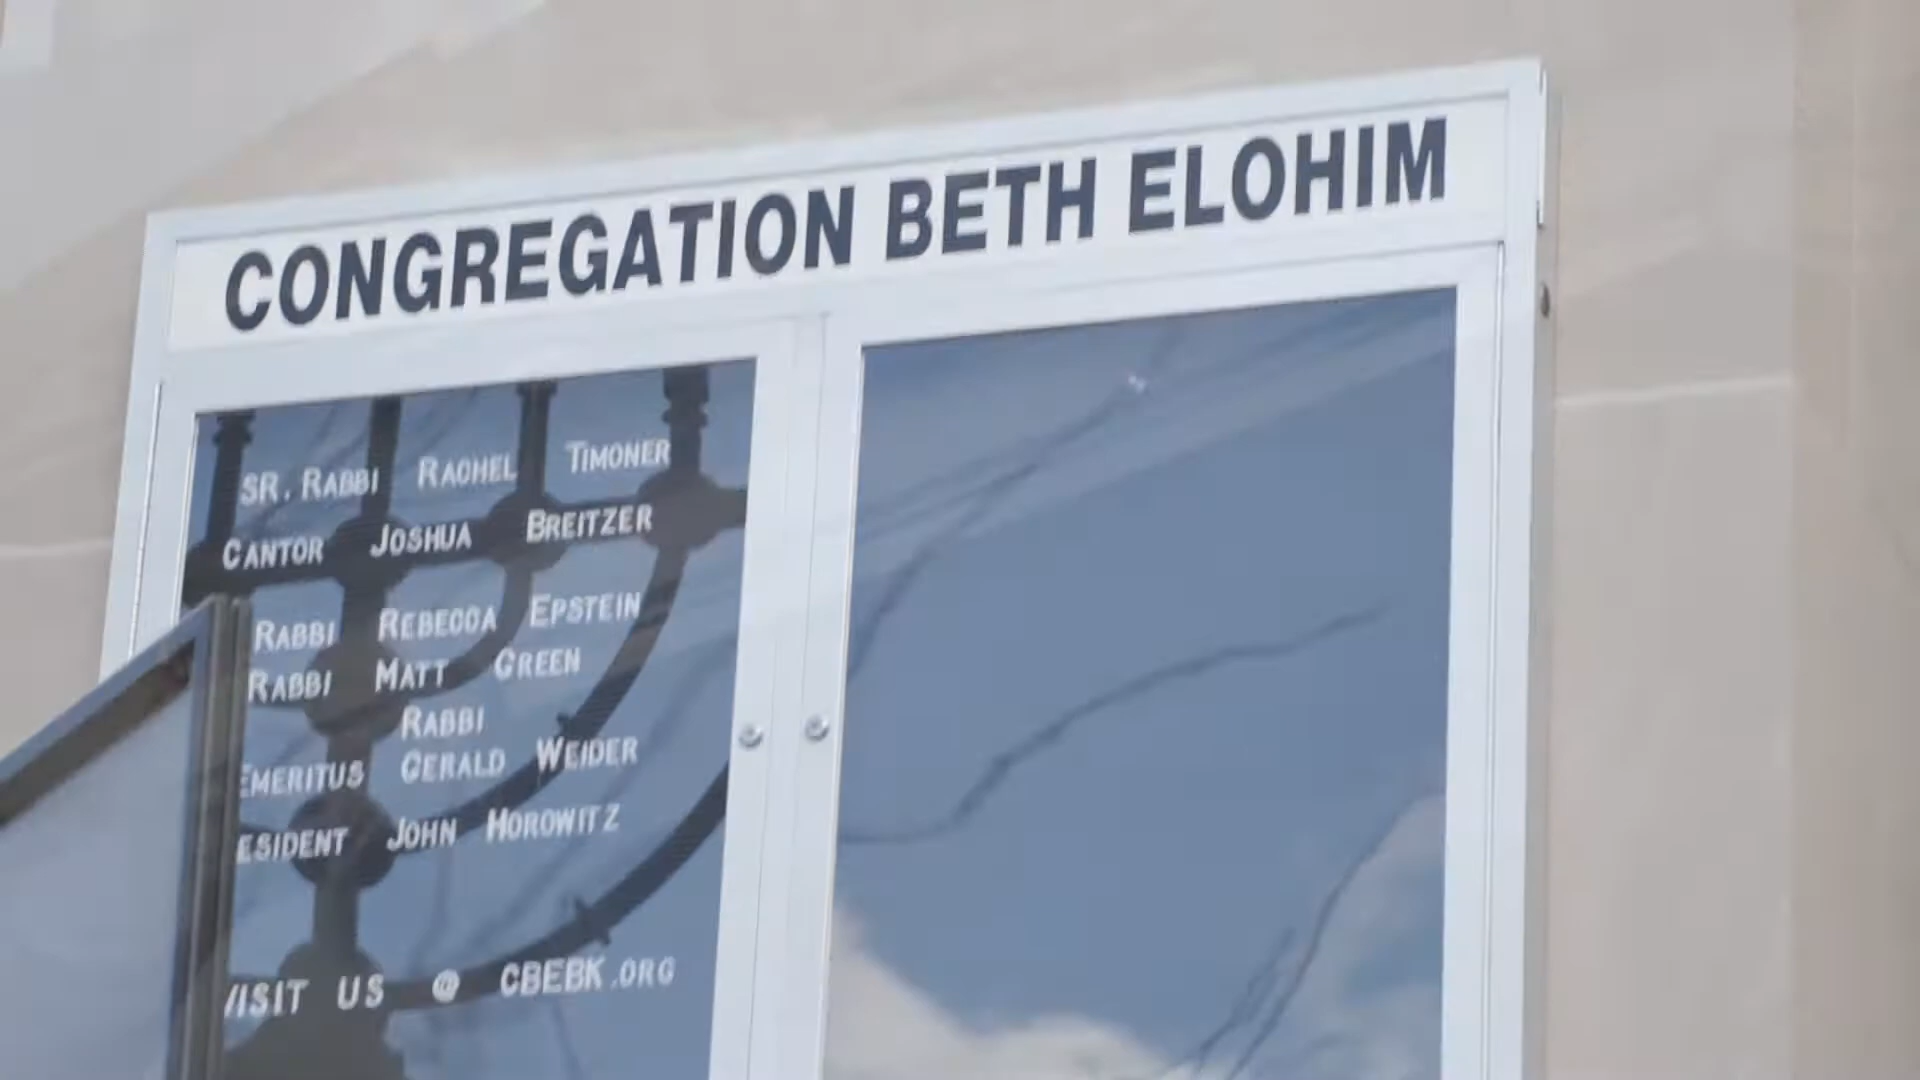 CONGREGATION BETH ELOHIM
SR. RABBI RACHEL TIMONER
CANTOR JOSHUA BREITZER
RABBI REBECCA EPSTEIN
RABBI MATT GREEN
RABBI
EMERITUS GERALD WEIDER
ESIDENT JOHN HOROWITZ
VISIT US @ CBEBK.ORG